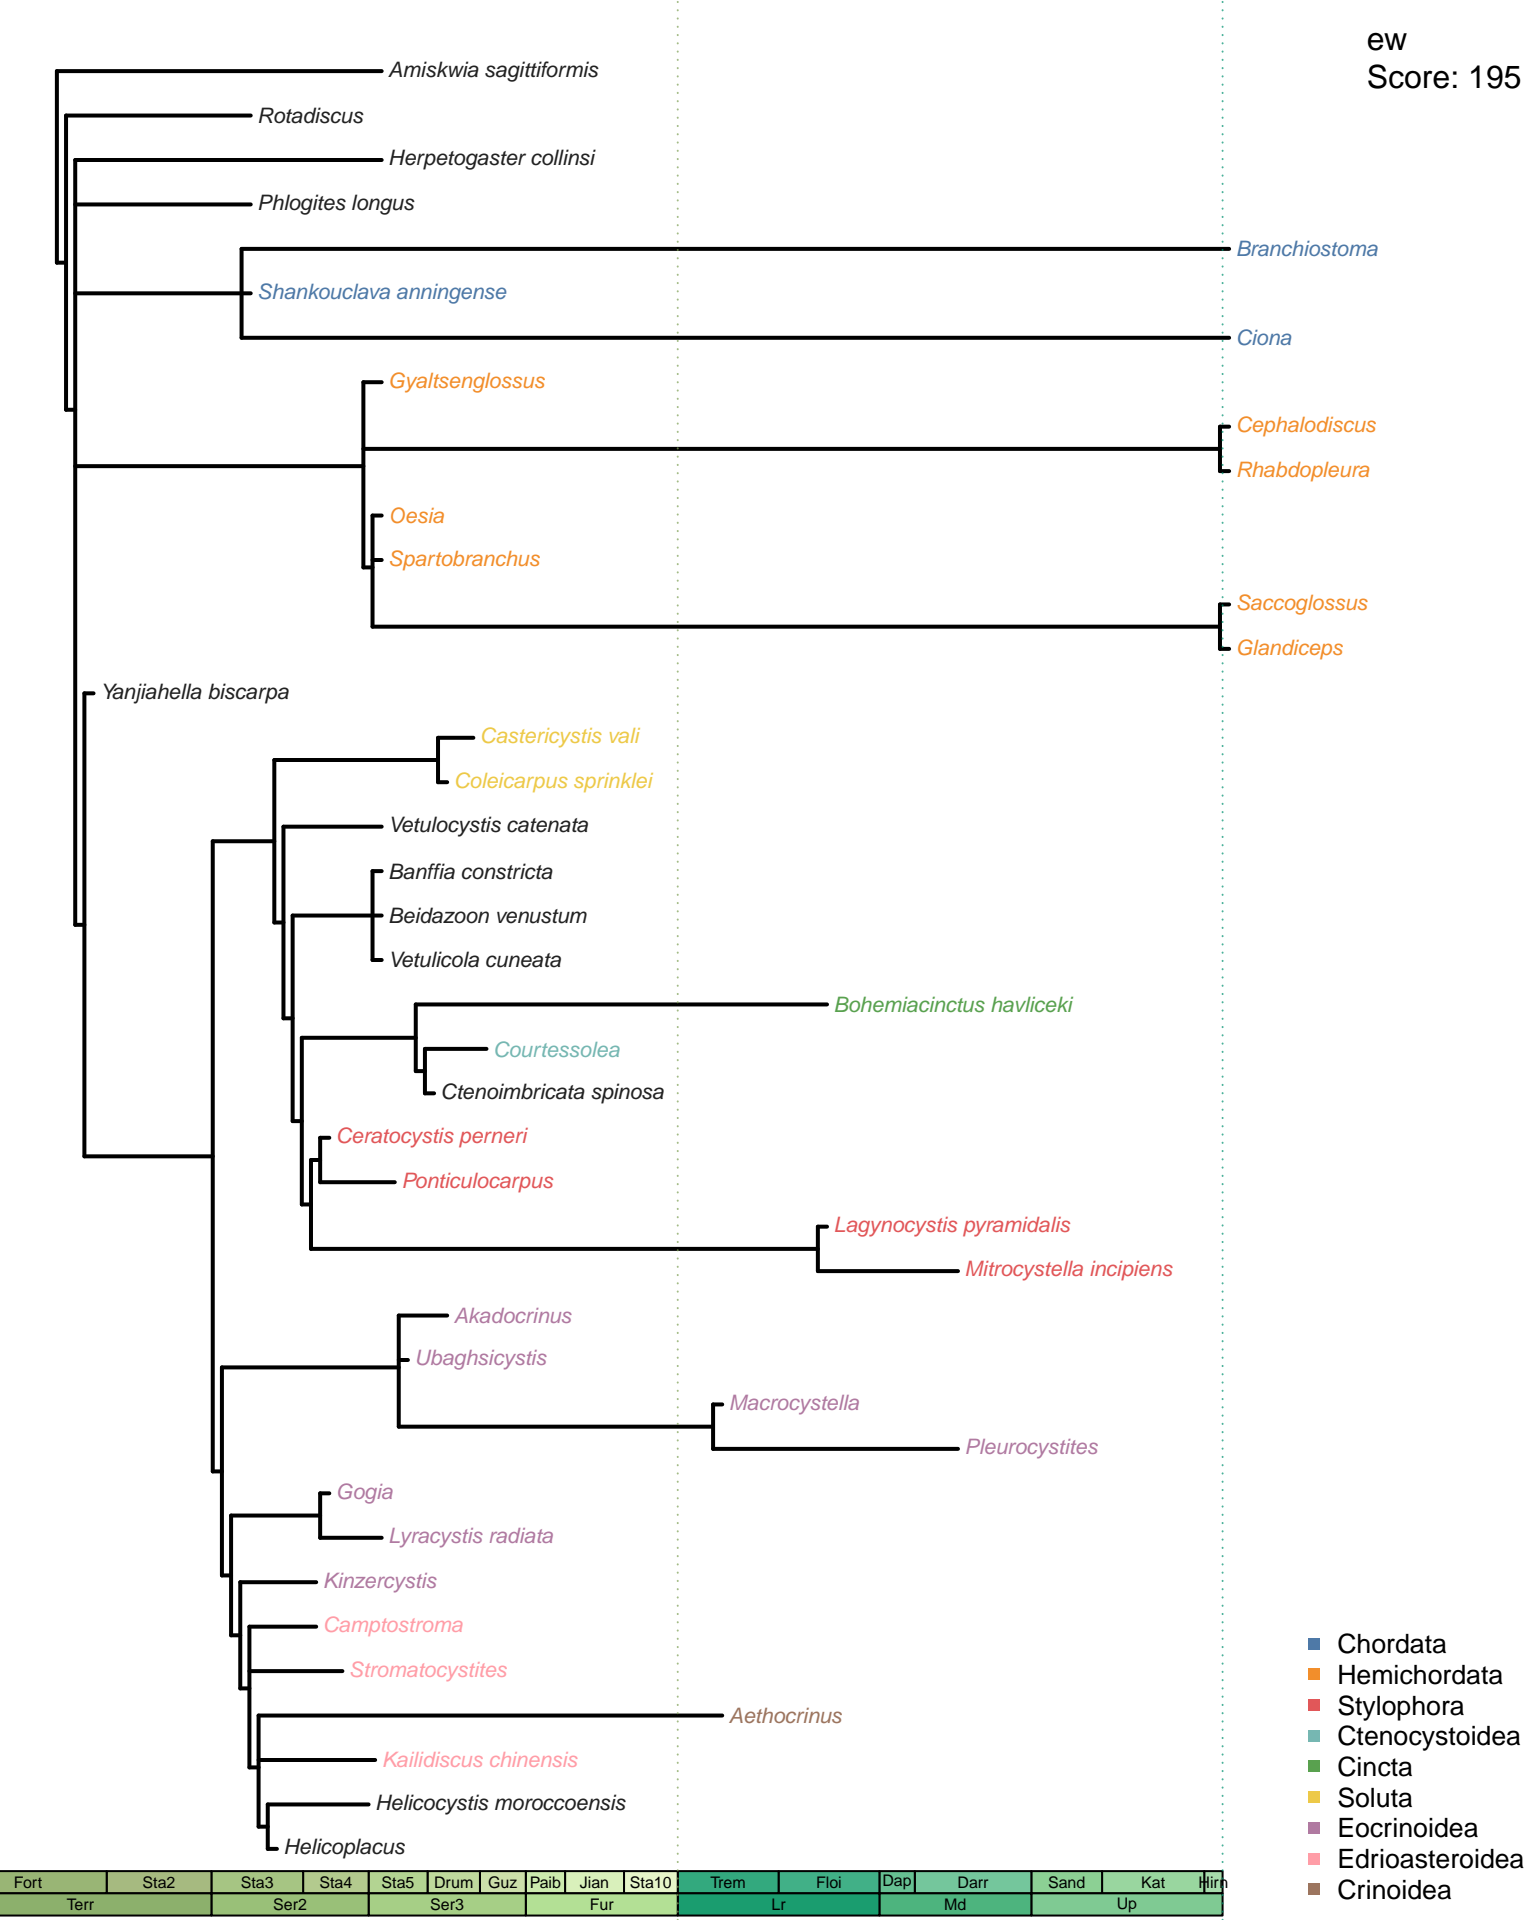 ew
Score: 195
Amiskwia sagittiformis
Rotadiscus
Herpetogaster collinsi
Phlogites longus
Branchiostoma
Shankouclava anningense
Ciona
Gyaltsenglossus
Cephalodiscus
Rhabdopleura
Oesia
Spartobranchus
Saccoglossus
Glandiceps
Yanjiahella biscarpa
Castericystis vali
Coleicarpus sprinklei
Vetulocystis catenata
Banffia constricta
Beidazoon venustum
Vetulicola cuneata
Bohemiacinctus havliceki
Courtessolea
Ctenoimbricata spinosa
Ceratocystis perneri
Ponticulocarpus
Lagynocystis pyramidalis
Mitrocystella incipiens
Akadocrinus
Ubaghsicystis
Macrocystella
Pleurocystites
Gogia
Lyracystis radiata
Kinzercystis
Camptostroma
Stromatocystites
Aethocrinus
Kailidiscus chinensis
Helicocystis moroccoensis
Helicoplacus
Chordata
Hemichordata
Stylophora
Ctenocystoidea
Cincta
Soluta
Eocrinoidea
Edrioasteroidea
Crinoidea
Fort Sta2 Sta3 Sta4 Sta5 Drum Guz Paib Jian Sta10 Trem Floi Dap Darr Sand Kat Hirn
Terr Ser2 Ser3 Fur Lr Md Up